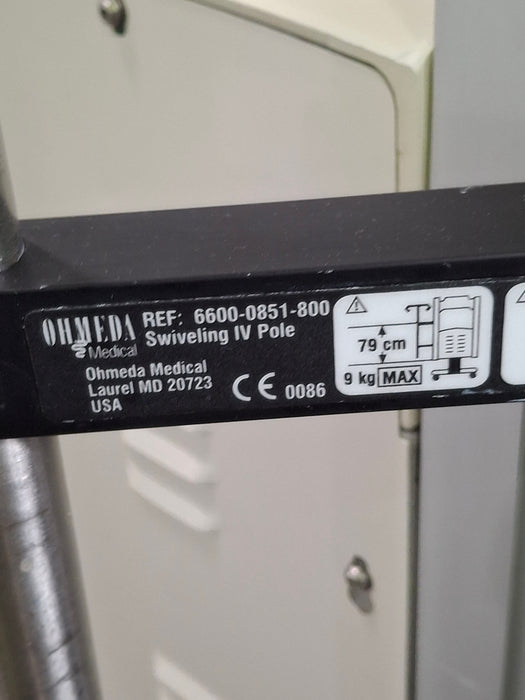 OHMEDA
Medical
REF: 6600-0851-800
Swiveling IV Pole
Ohmeda Medical
Laurel MD 20723
USA
CE 0086
79 cm
9 kg MAX